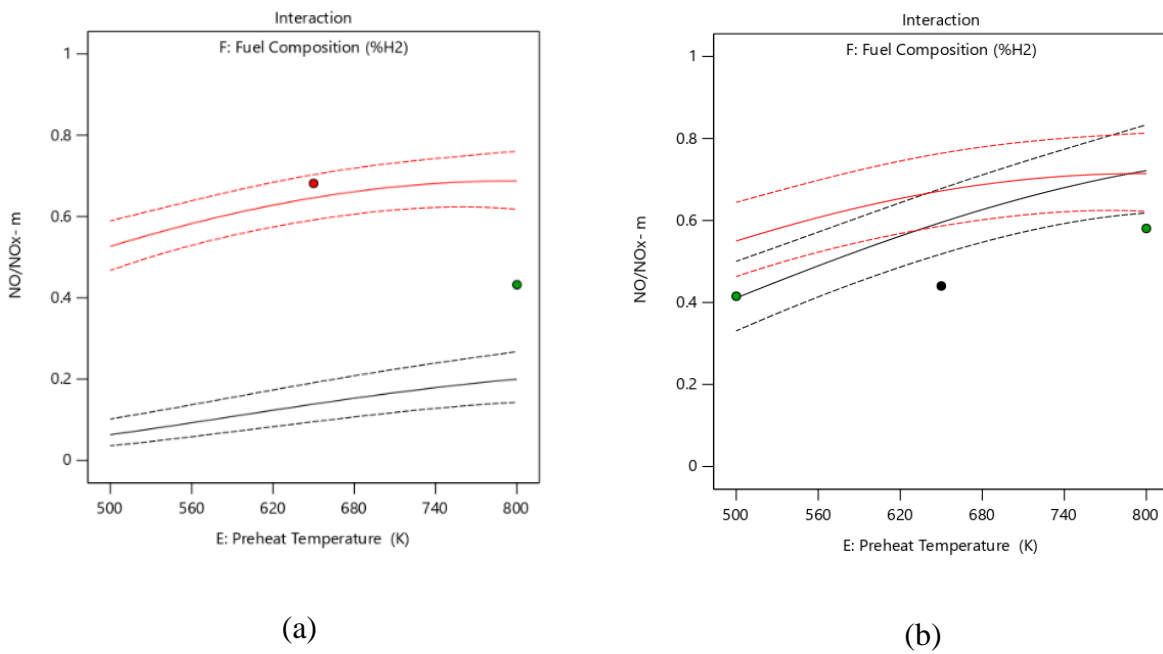 Interaction
F: Fuel Composition (%H2)
1
0.8
0.6
0.4
0.2
0
NO/NOx- m
500 560 620 680 740 800
E: Preheat Temperature (K)
(a)
Interaction
F: Fuel Composition (%H2)
1
0.8
0.6
0.4
0.2
0
NO/NOx- m
500 560 620 680 740 800
E: Preheat Temperature (K)
(b)